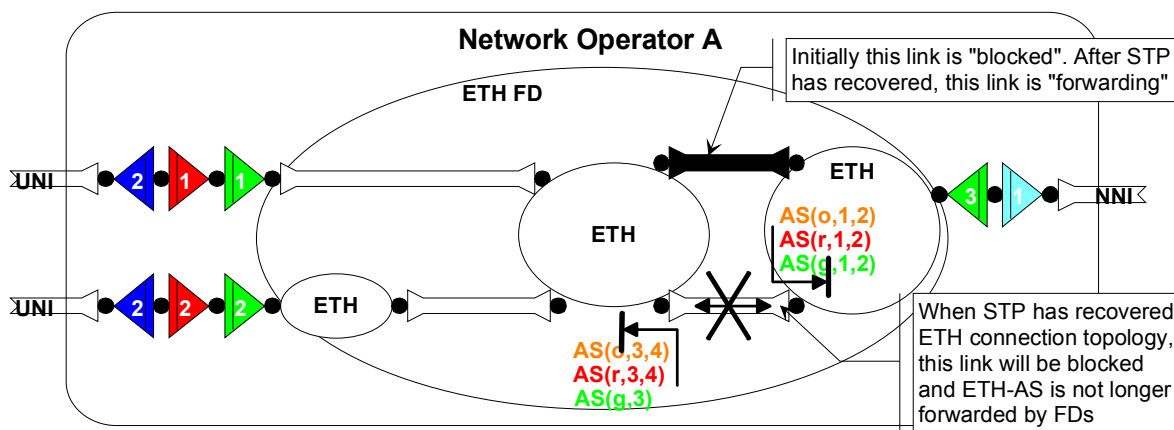 Network Operator A
Initially this link is "blocked". After STP
has recovered, this link is "forwarding"
ETH FD
ETH
UNI
2
1
1
3
1
NNI
AS(o,1,2)
AS(r,1,2)
AS(g,1,2)
ETH
UNI
2
2
2
ETH
AS(o,3,4)
AS(r,3,4)
AS(g,3)
When STP has recovered
ETH connection topology,
this link will be blocked
and ETH-AS is not longer
forwarded by FDs